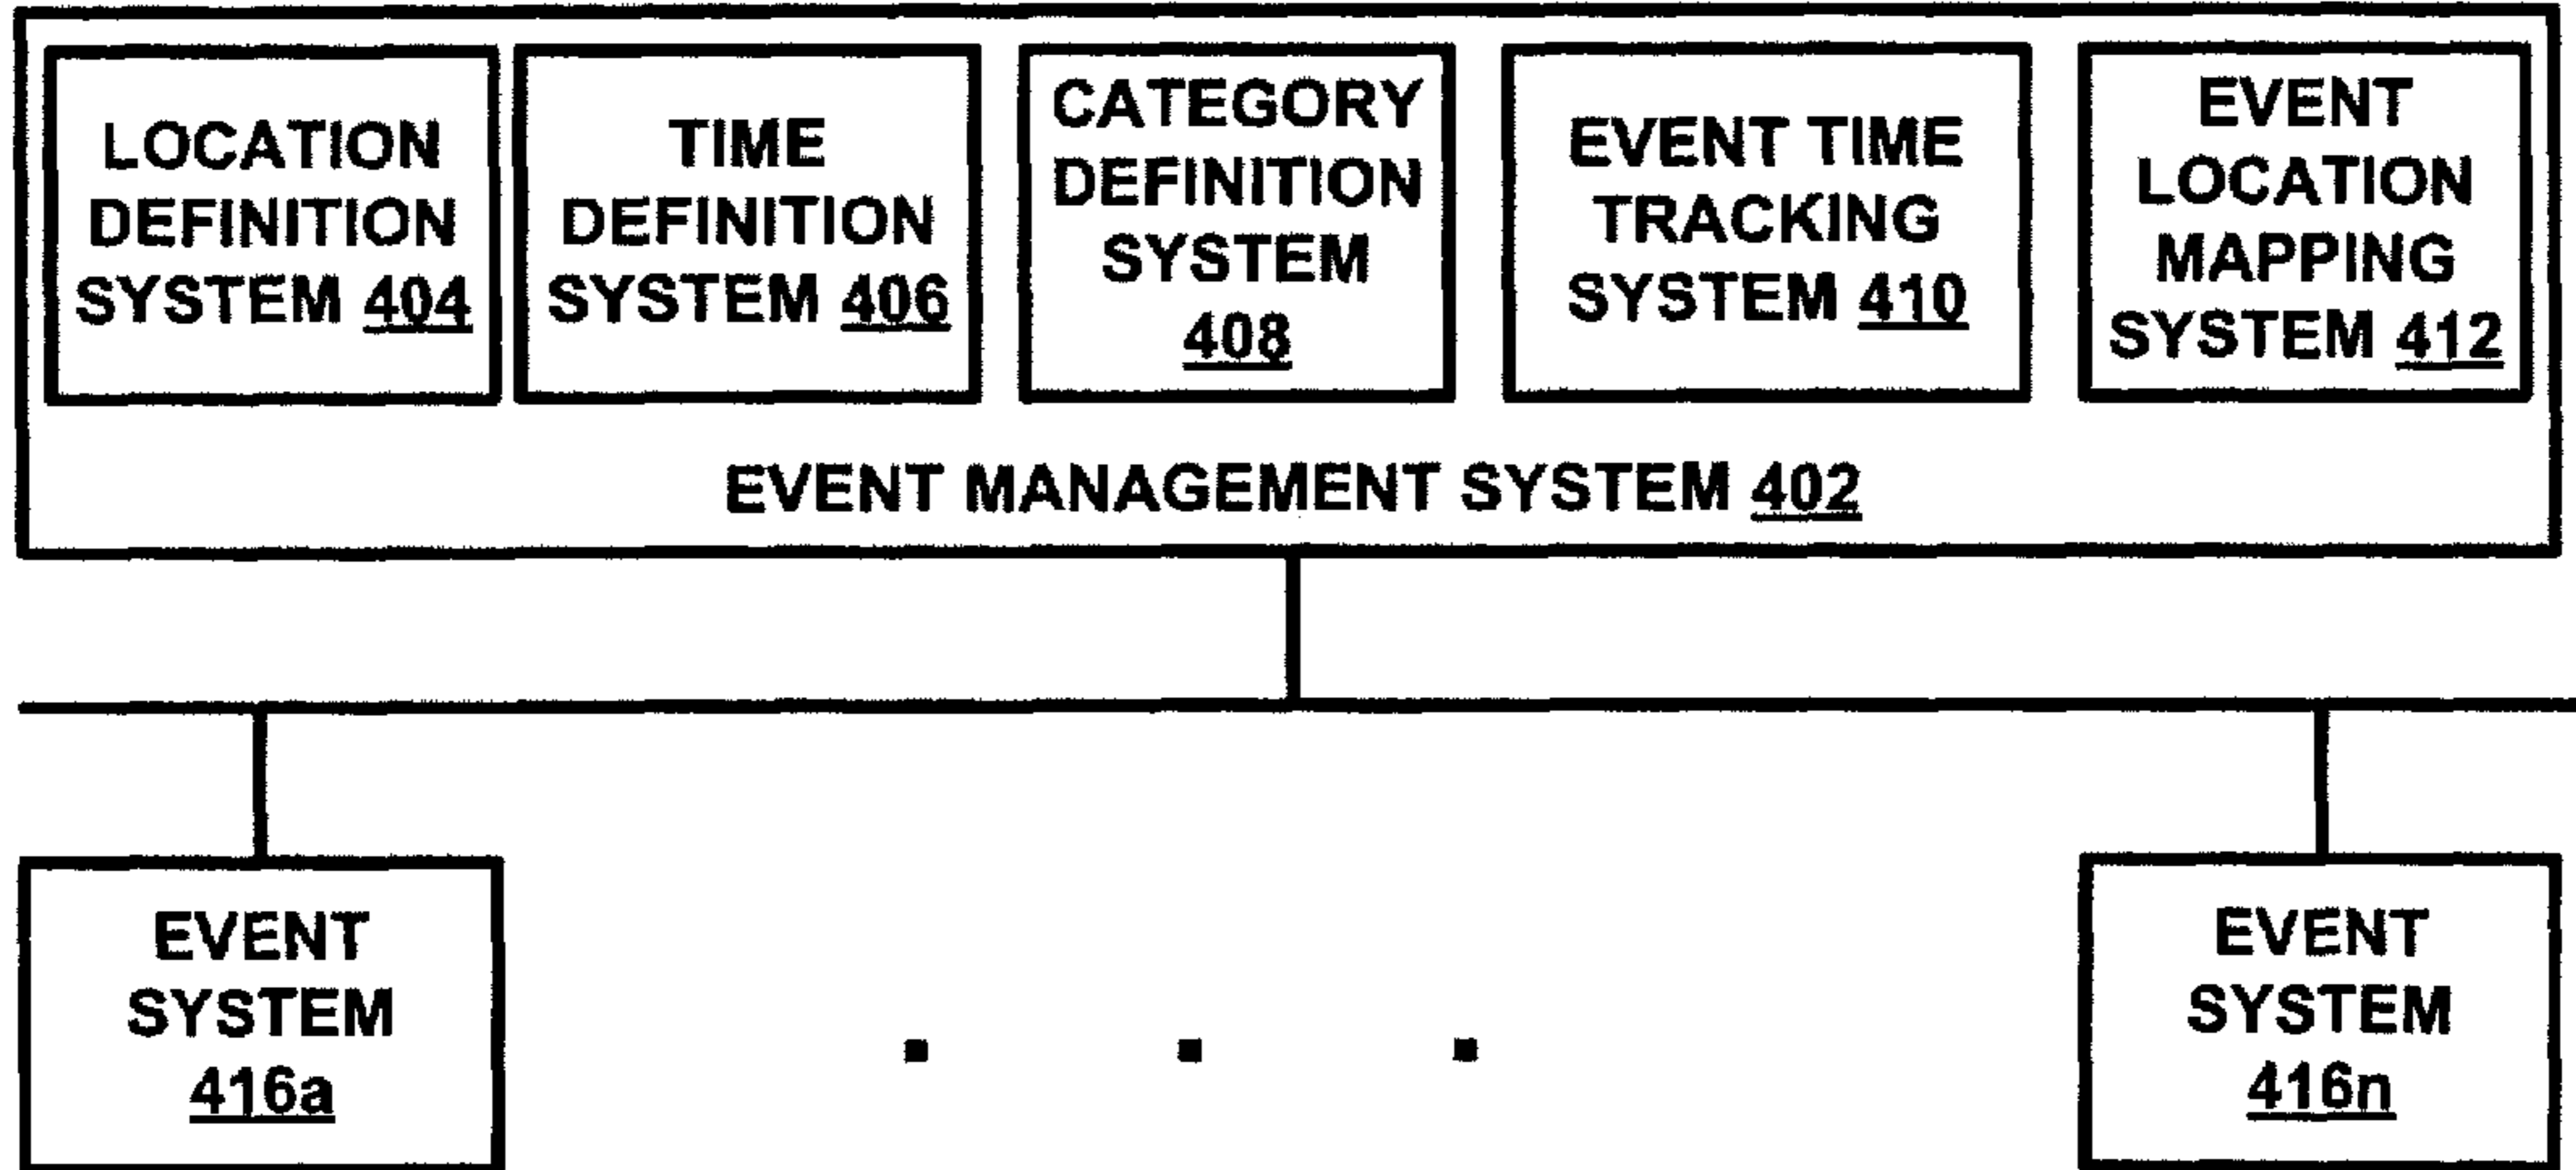 LOCATION
DEFINITION
SYSTEM 404
TIME
DEFINITION
SYSTEM 406
CATEGORY
DEFINITION
SYSTEM
408
EVENT TIME
TRACKING
SYSTEM 410
EVENT
LOCATION
MAPPING
SYSTEM 412
EVENT MANAGEMENT SYSTEM 402
EVENT
SYSTEM
416a
EVENT
SYSTEM
416n